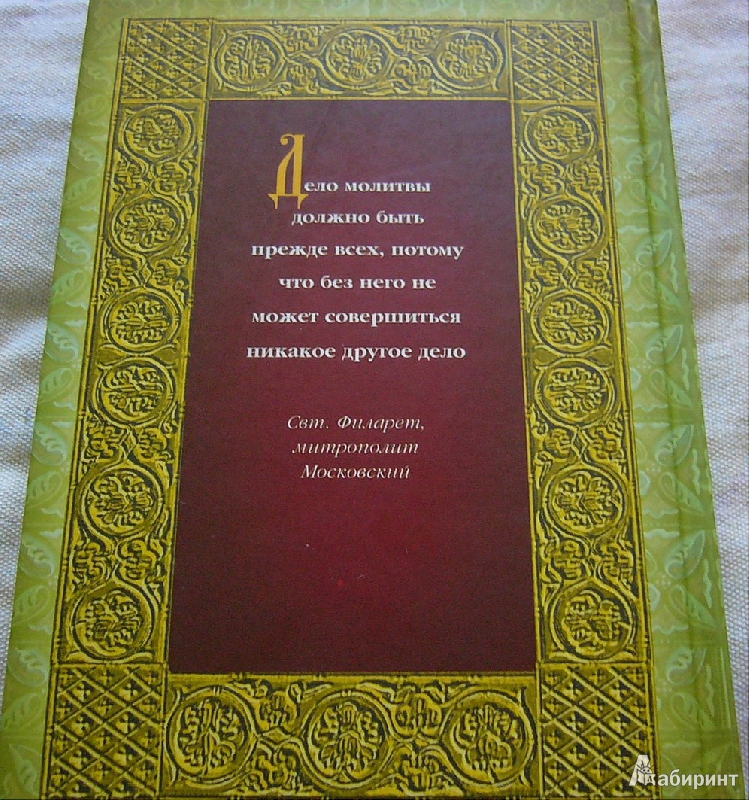 Дело молитвы
должно быть
прежде всех, потому
что без него не
может совершиться
никакое другое дело
Свт. Филарет,
митрополит
Московский
Лабиринт